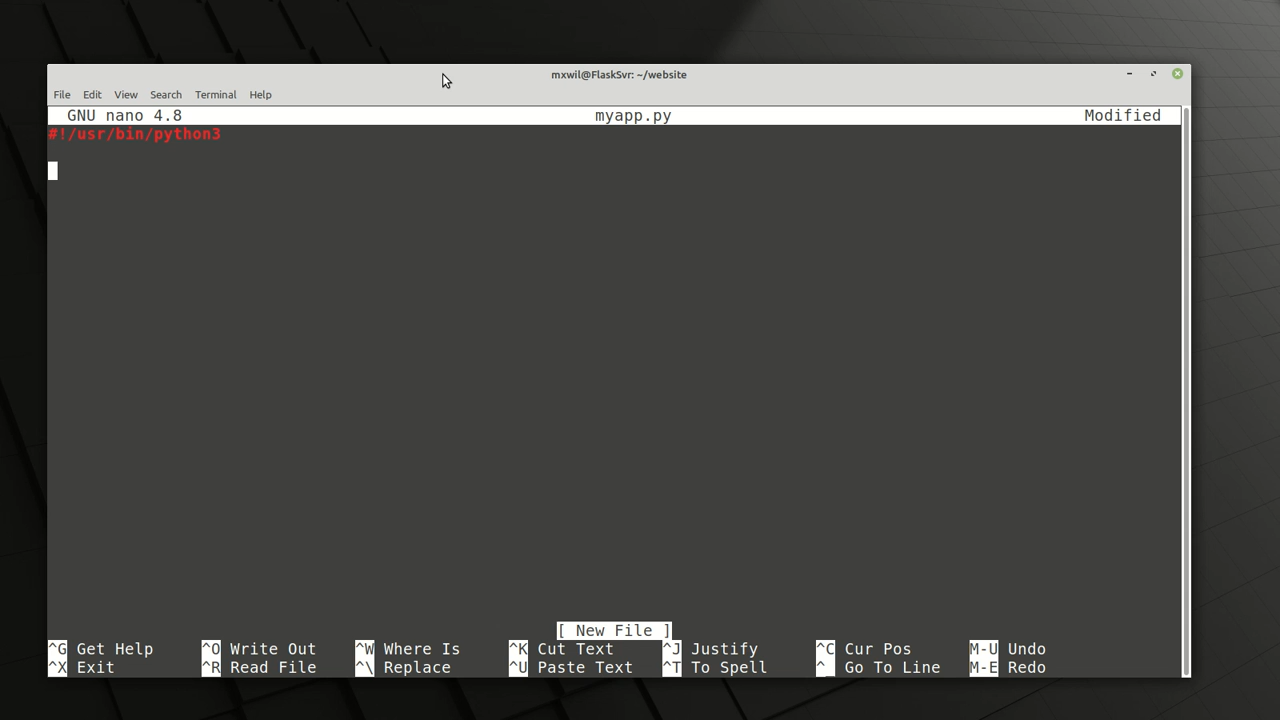 mxwil@FlaskSvr: ~/website
File Edit View Search Terminal Help
GNU nano 4.8 myapp.py Modified
#!/usr/bin/python3
[ New File ]
^G Get Help ^O Write Out ^W Where Is ^K Cut Text ^J Justify ^C Cur Pos M-U Undo
^X Exit ^R Read File ^\ Replace ^U Paste Text ^T To Spell ^_ Go To Line M-E Redo